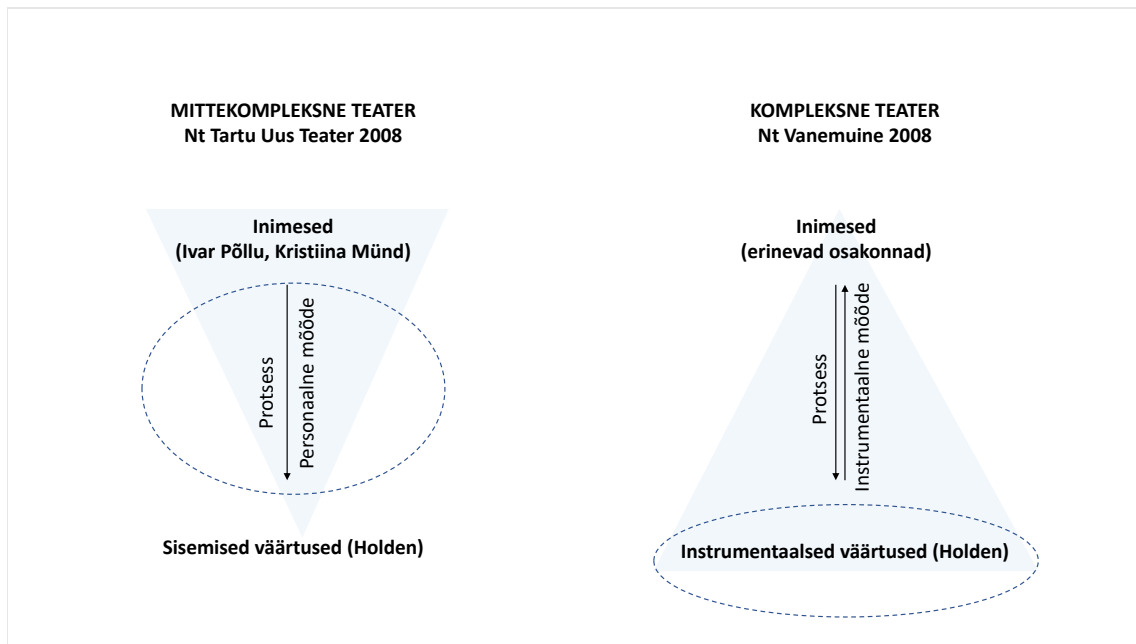 MITTEKOMPLEKSNE TEATER
Nt Tartu Uus Teater 2008
Inimesed
(Ivar Põllu, Kristiina Münd)
Protsess
Personaalne mõõde
Sisemised väärtused (Holden)
KOMPLEKSNE TEATER
Nt Vanemuine 2008
Inimesed
(erinevad osakonnad)
Protsess
Instrumentaalne mõõde
Instrumentaalsed väärtused (Holden)